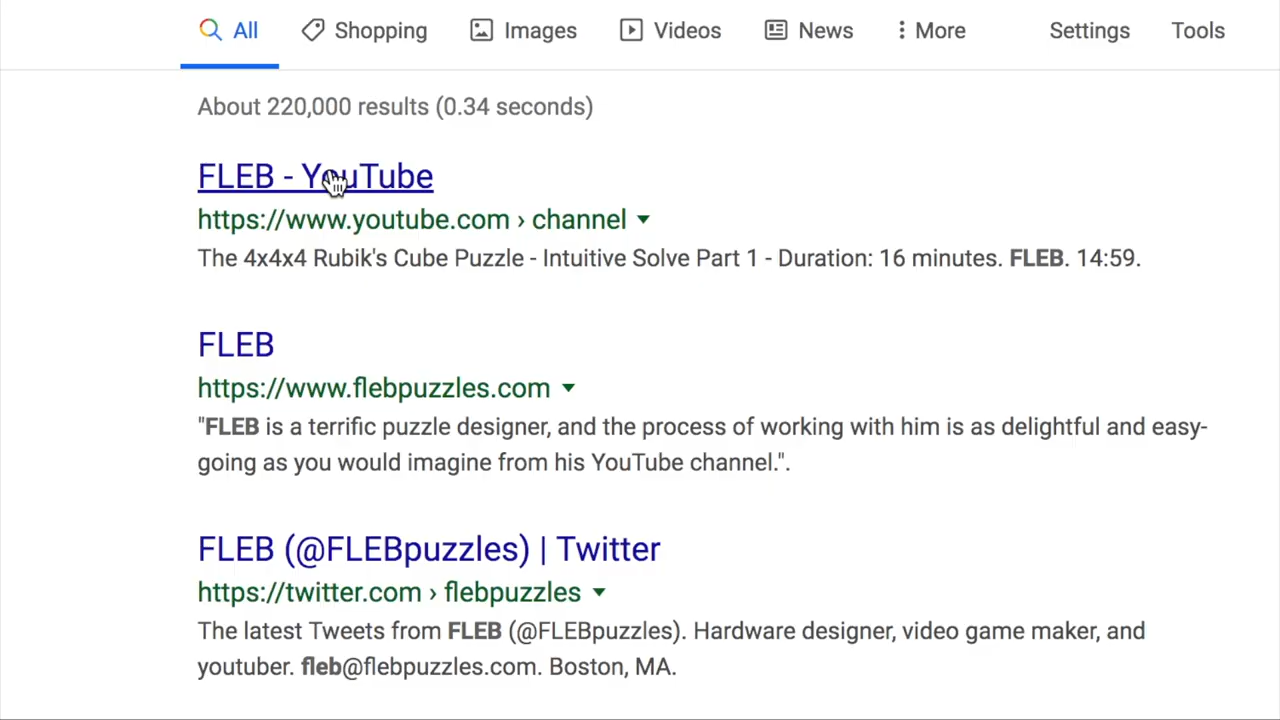 All Shopping Images Videos News More Settings Tools
About 220,000 results (0.34 seconds)
FLEB - YouTube
https://www.youtube.com › channel
The 4x4x4 Rubik's Cube Puzzle - Intuitive Solve Part 1 - Duration: 16 minutes. FLEB. 14:59.
FLEB
https://www.flebpuzzles.com
"FLEB is a terrific puzzle designer, and the process of working with him is as delightful and easy-
going as you would imagine from his YouTube channel.".
FLEB (@FLEBpuzzles) | Twitter
https://twitter.com › flebpuzzles
The latest Tweets from FLEB (@FLEBpuzzles). Hardware designer, video game maker, and
youtuber. fleb@flebpuzzles.com. Boston, MA.